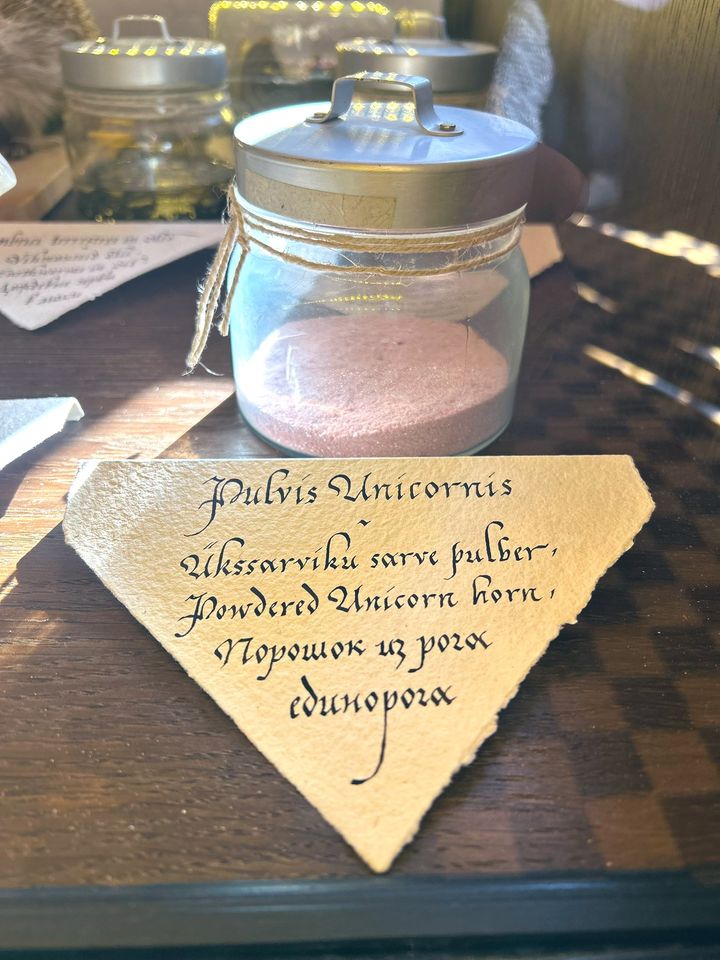 Pulvis Unicornis
~
Ükssarviku sarve pulber,
Powdered Unicorn horn,
Порошок из рога
единорога